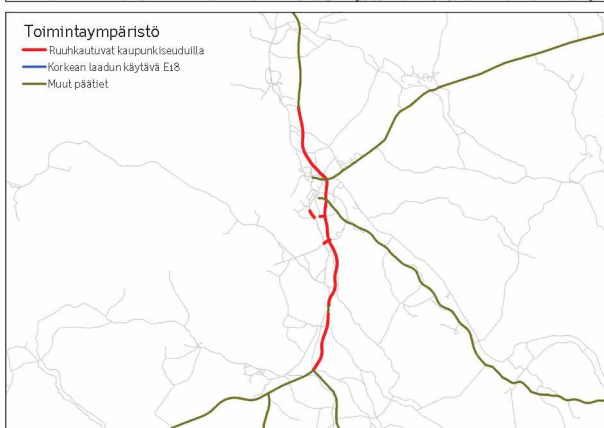 Toimintaympäristö
Ruuhkautuvat kaupunkiseuduilla
Korkean laadun käytävä E18
Muut päätiet